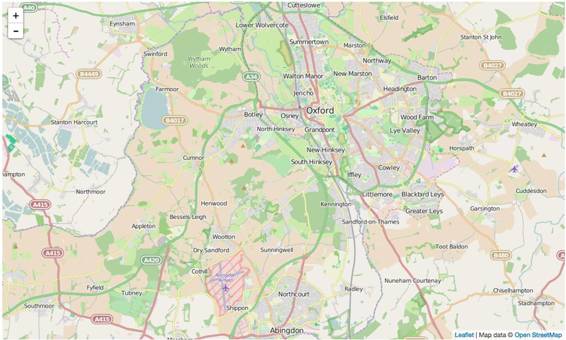 +
-
A40
Cutteslowe
Eynsham
Lower Wolvercote
Elsfield
Stanton St John
Summertown
Marston
Swinford
Wytham
Wytham Woods
Northway
B4027
B4449
A34
Walton Manor
New Marston
Barton
Farmoor
Jericho
Headington
B4027
Oxford
Stanton Harcourt
B4017
Botley
Osney
Wood Farm
Wheatley
North Hinksey
Grandpont
Lye Valley
New Hinksey
Horspath
Cumnor
South Hinksey
Cowley
Iffley
Northmoor
Littlemore
Blackbird Leys
Cuddesdon
A415
Henwood
Kennington
Greater Leys
Garsington
Bessels Leigh
Appleton
Sandford-on-Thames
Wootton
Toot Baldon
A415
Dry Sandford
Sunningwell
B480
A420
Cothill
Nuneham Courtenay
Fyfield
Tubney
Radley
Chiselhampton
Northcourt
Southmoor
Shippon
Stadhampton
A415
Abingdon
Leaflet | Map data © OpenStreetMap